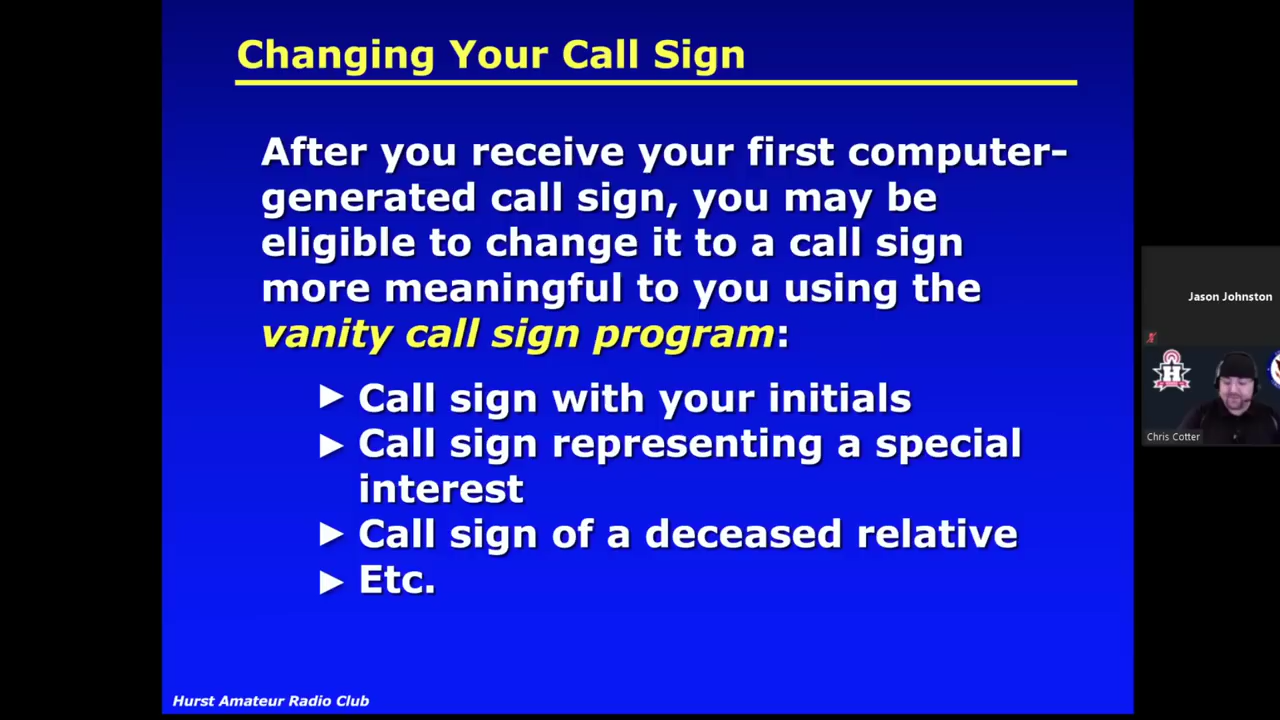 Changing Your Call Sign
After you receive your first computer-
generated call sign, you may be
eligible to change it to a call sign
more meaningful to you using the
vanity call sign program:
► Call sign with your initials
► Call sign representing a special
interest
► Call sign of a deceased relative
► Etc.
Hurst Amateur Radio Club
Jason Johnston
H
Chris Cotter